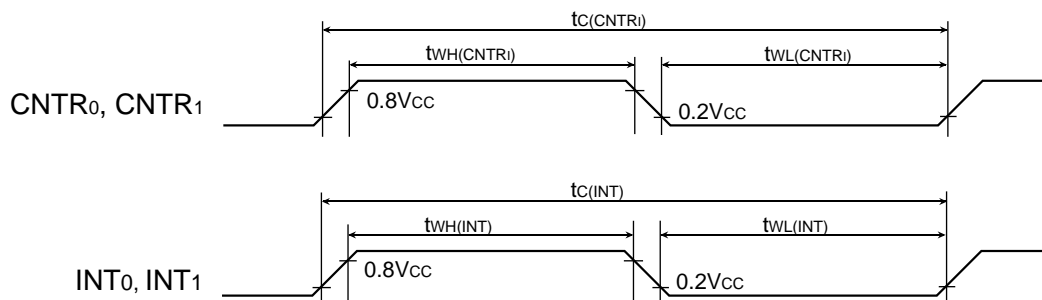 tC(CNTRI)
tWH(CNTRI) tWL(CNTRI)
CNTR0, CNTR1 0.8VCC 0.2VCC
tC(INT)
tWH(INT) tWL(INT)
INT0, INT1 0.8VCC 0.2VCC